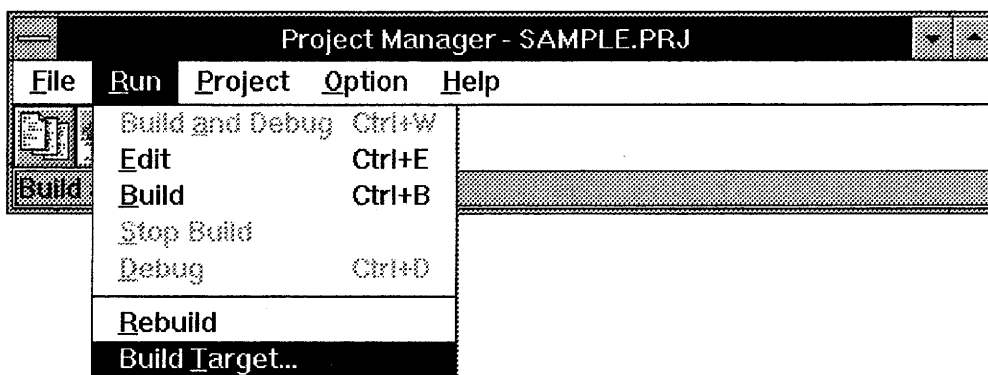 Project Manager - SAMPLE.PRJ
File Run Project Option Help
Build and Debug Ctrl+W
Edit Ctrl+E
Build
Build Ctrl+B
Stop Build
Debug Ctrl+D
Rebuild
Build Target...